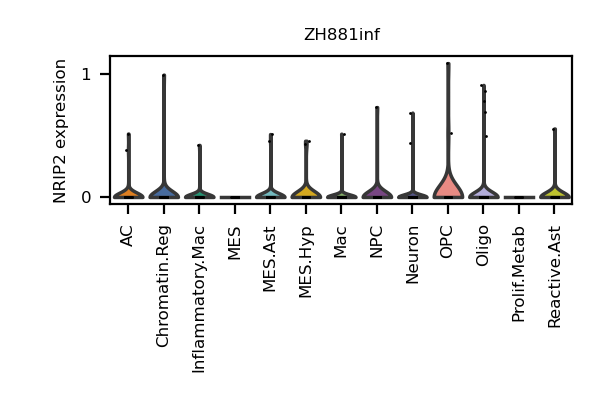 ZH881inf
NRIP2 expression
1
0
AC
Chromatin.Reg
Inflammatory.Mac
MES
MES.Ast
MES.Hyp
Mac
NPC
Neuron
OPC
Oligo
Prolif.Metab
Reactive.Ast